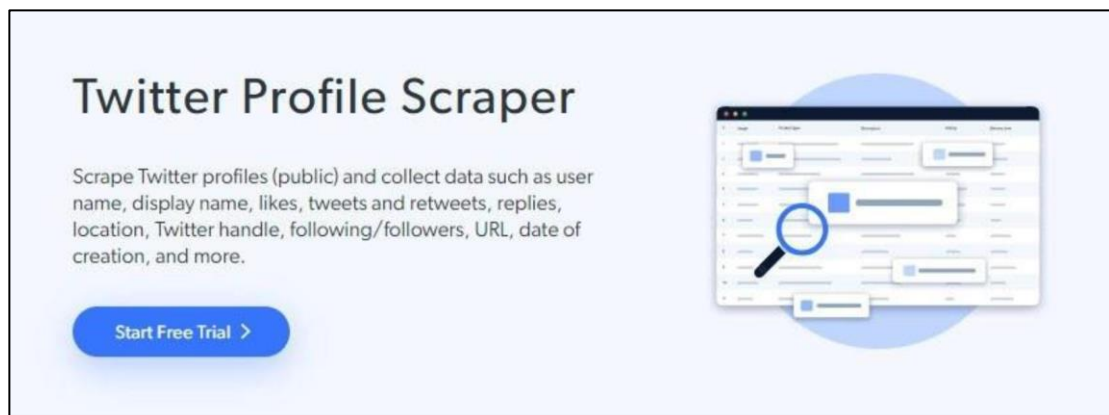 Twitter Profile Scraper
Scrape Twitter profiles (public) and collect data such as user
name, display name, likes, tweets and retweets, replies,
location, Twitter handle, following/followers, URL, date of
creation, and more.
Start Free Trial >